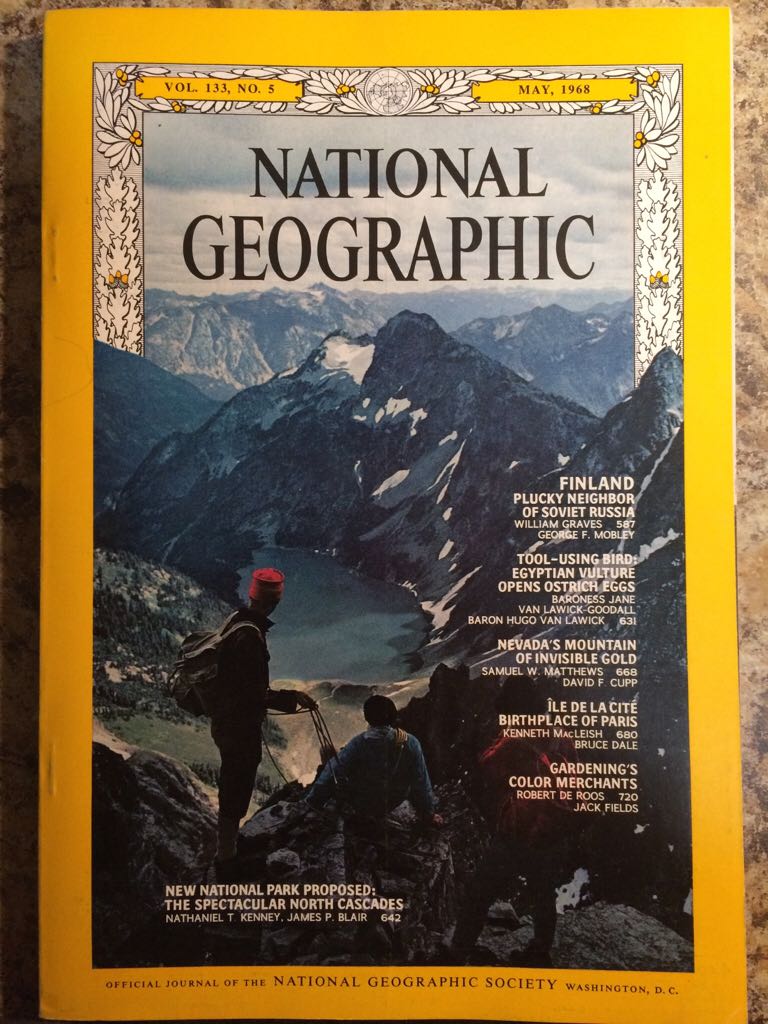 VOL. 133, NO. 5
MAY, 1968
NATIONAL
GEOGRAPHIC
FINLAND
PLUCKY NEIGHBOR
OF SOVIET RUSSIA
WILLIAM GRAVES 587
GEORGE F. MOBLEY
TOOL-USING BIRD:
EGYPTIAN VULTURE
OPENS OSTRICH EGGS
BARONESS JANE
VAN LAWICK-GOODALL
BARON HUGO VAN LAWICK 631
NEVADA'S MOUNTAIN
OF INVISIBLE GOLD
SAMUEL W. MATTHEWS 668
DAVID F. CUPP
ÎLE DE LA CITÉ
BIRTHPLACE OF PARIS
KENNETH MacLEISH 680
BRUCE DALE
GARDENING'S
COLOR MERCHANTS
ROBERT DE ROOS 720
JACK FIELDS
NEW NATIONAL PARK PROPOSED:
THE SPECTACULAR NORTH CASCADES
NATHANIEL T. KENNEY, JAMES P. BLAIR 642
OFFICIAL JOURNAL OF THE NATIONAL GEOGRAPHIC SOCIETY WASHINGTON, D.C.